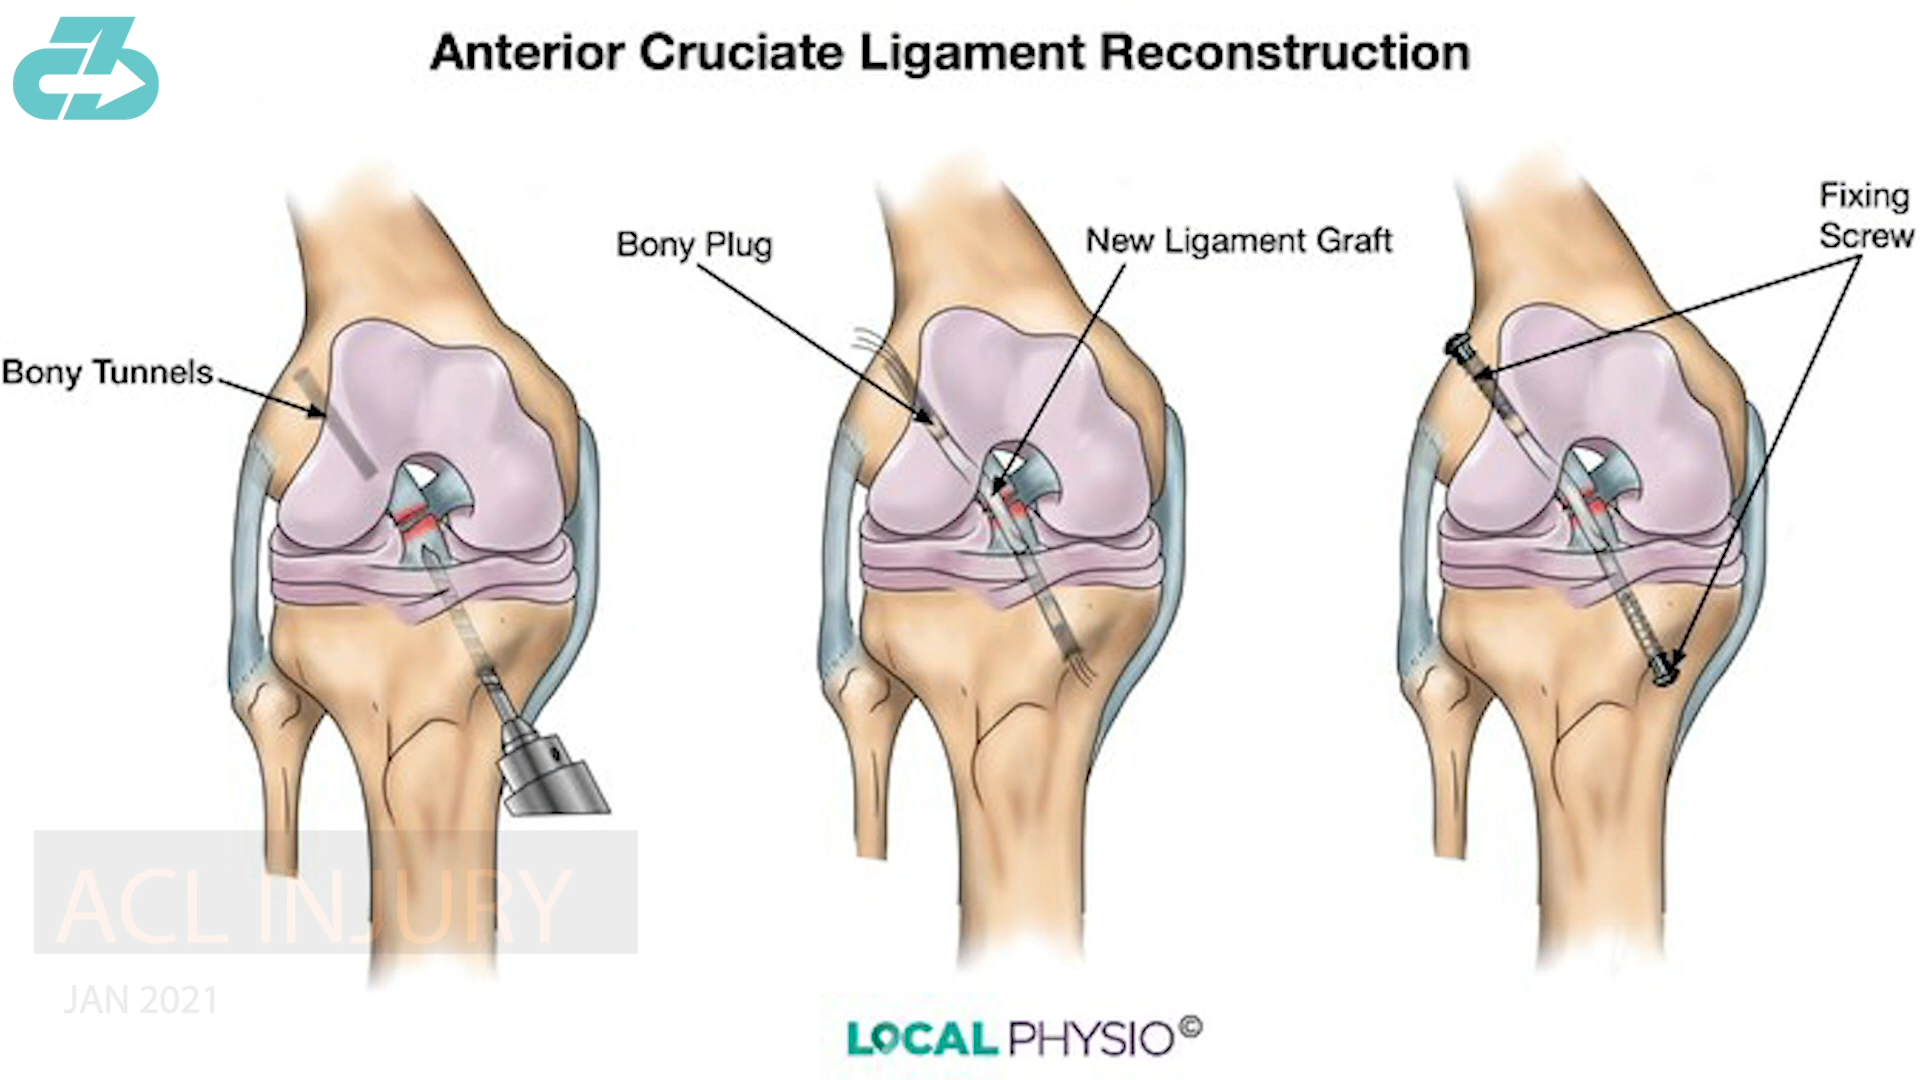 Anterior Cruciate Ligament Reconstruction
Fixing
Screw
Bony Plug
New Ligament Graft
Bony Tunnels
ACL INJURY
JAN 2021
LOCAL PHYSIO©